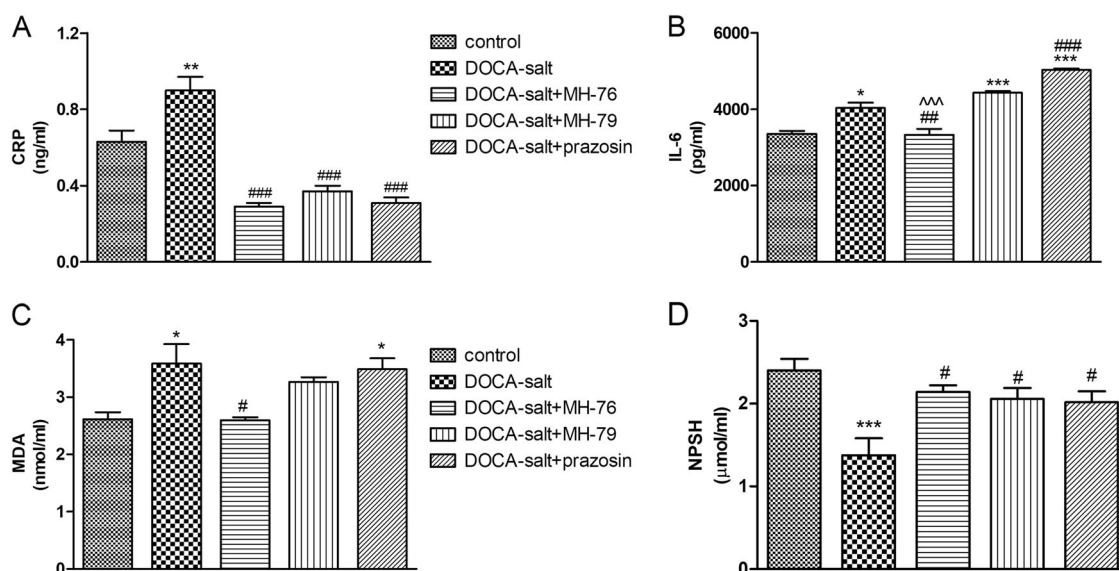 A
CRP
(ng/ml)
1.2
0.8
0.4
0.0
**
###
###
###
control
DOCA-salt
DOCA-salt+MH-76
DOCA-salt+MH-79
DOCA-salt+prazosin
B
IL-6
(pg/ml)
6000
4000
2000
0
*
^^^
##
***
###
***
C
MDA
(nmol/ml)
4
3
2
0
*
#
*
control
DOCA-salt
DOCA-salt+MH-76
DOCA-salt+MH-79
DOCA-salt+prazosin
D
NPSH
(μmol/ml)
3
2
1
0
***
#
#
#